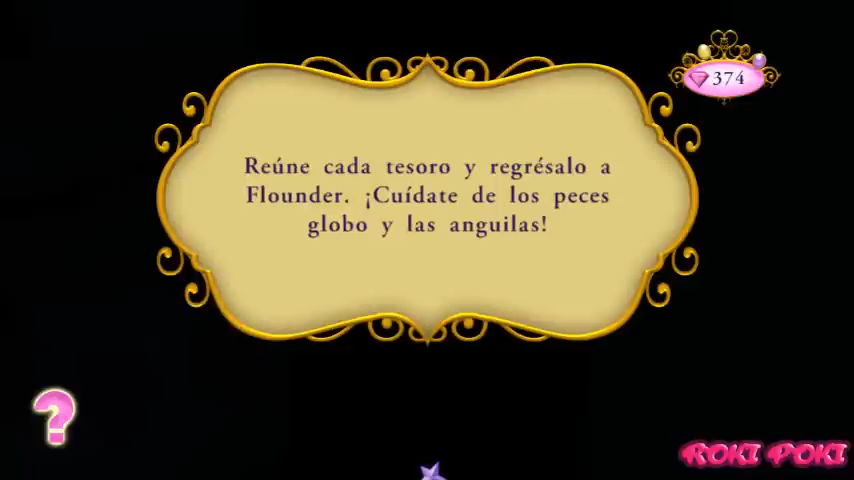 374
Reúne cada tesoro y regrésalo a
Flounder. ¡Cuídate de los peces
globo y las anguilas!
?
ROKI POKI